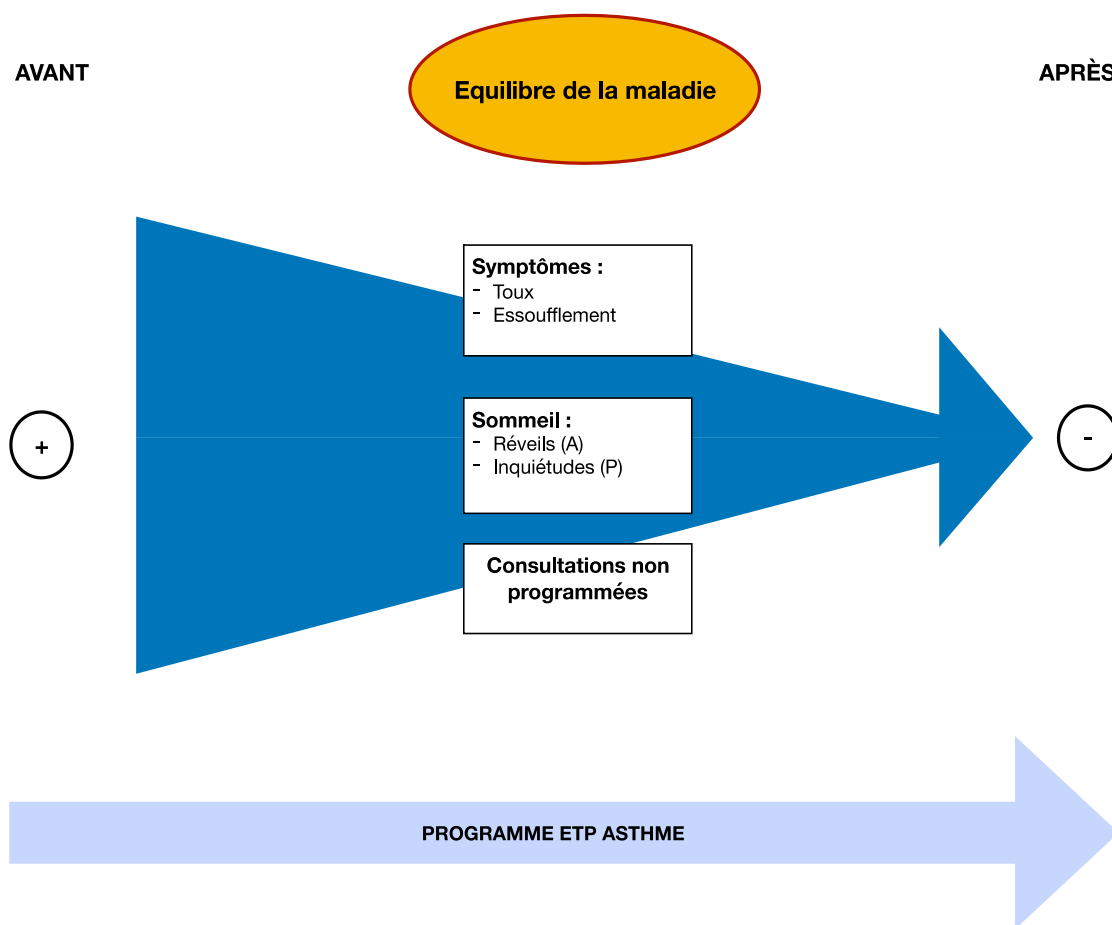 AVANT
Equilibre de la maladie
APRÈS
Symptômes :
- Toux
- Essoufflement
+
Sommeil :
- Réveils (A)
- Inquiétudes (P)
-
Consultations non
programmées
PROGRAMME ETP ASTHME